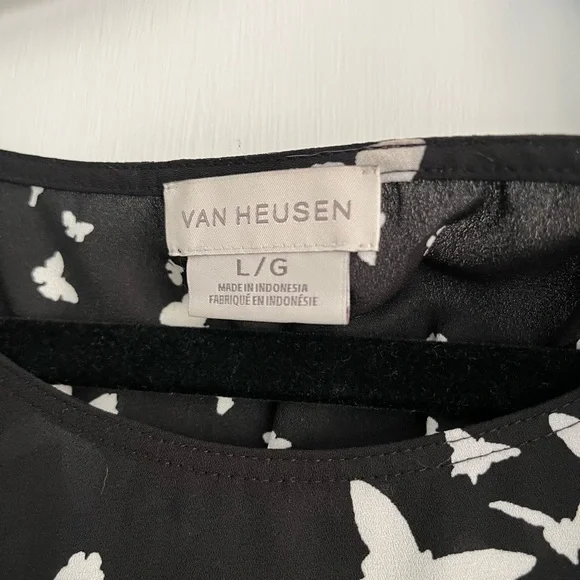 VAN HEUSEN
L/G
MADE IN INDONESIA
FABRIQUÉ EN INDONÉSIE